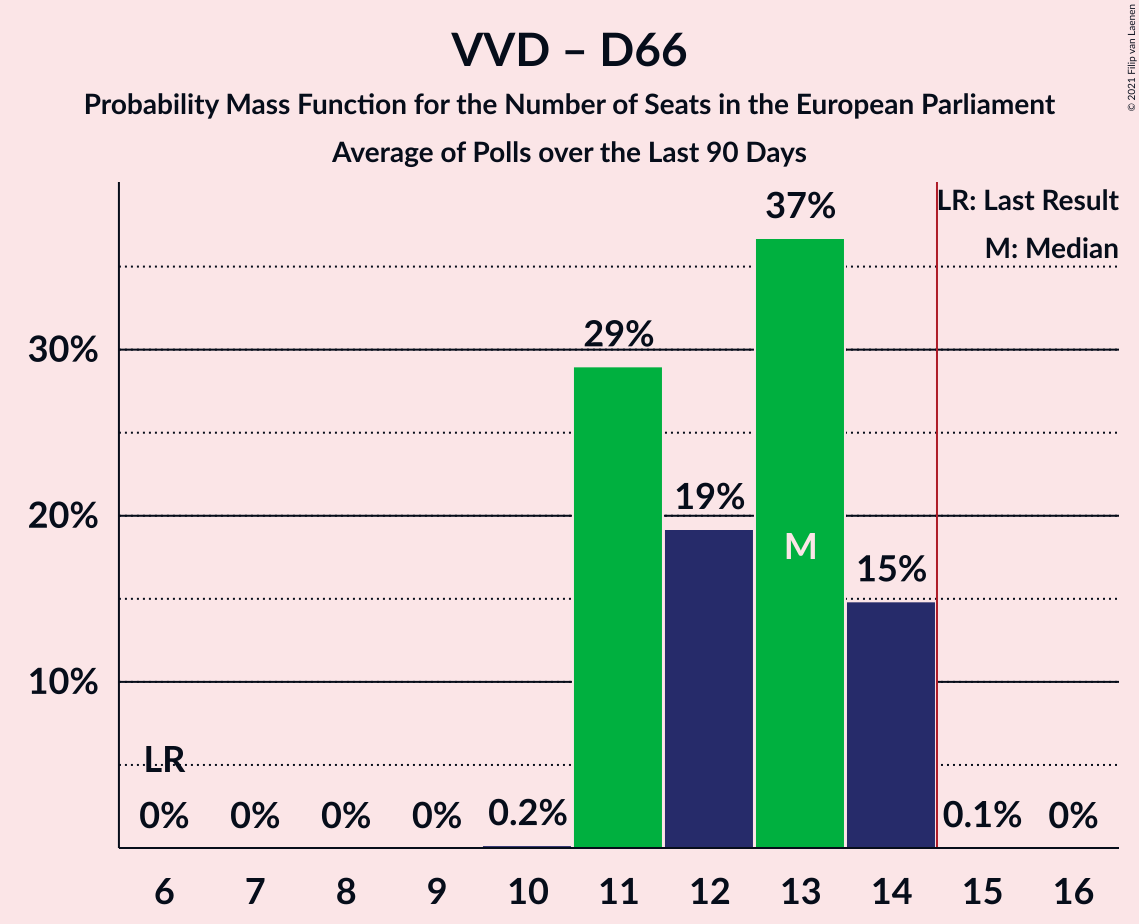 VVD – D66
Probability Mass Function for the Number of Seats in the European Parliament
Average of Polls over the Last 90 Days
© 2021 Filip van Laenen
LR: Last Result
M: Median
37%
30%
29%
20%
19%
M
15%
10%
LR
0% 0% 0% 0% 0.2% 0.1% 0%
6 7 8 9 10 11 12 13 14 15 16